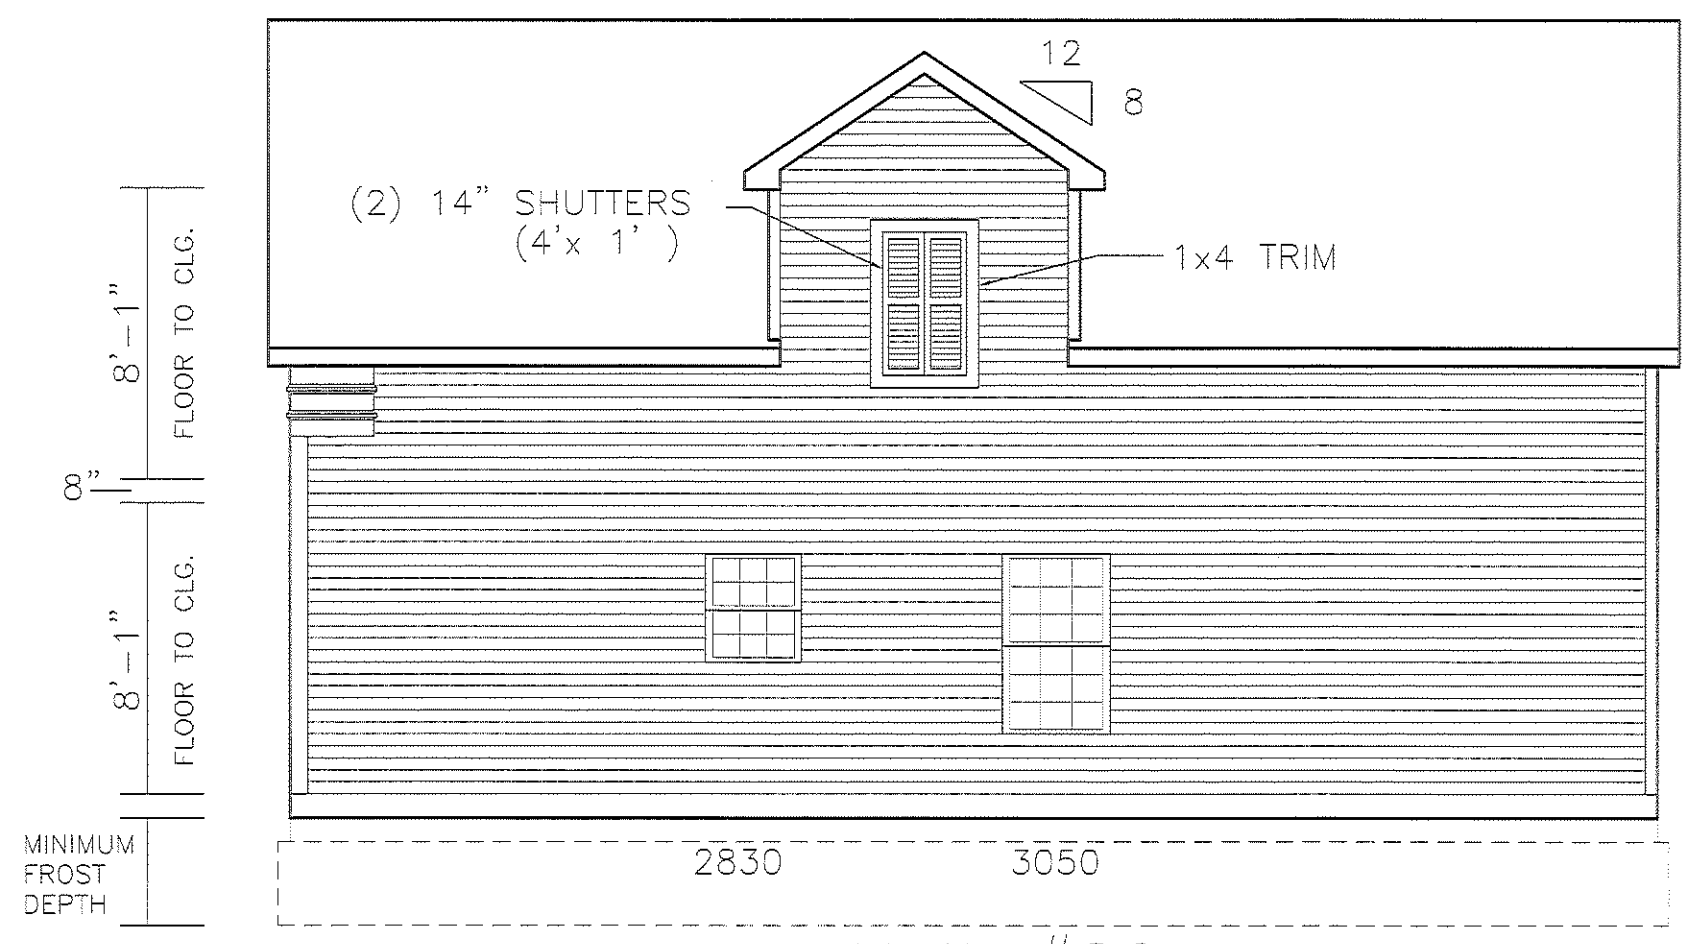 12
8
(2) 14" SHUTTERS
(4'x 1' )
1x4 TRIM
8'-1"
FLOOR TO CLG.
8"
8'-1"
FLOOR TO CLG.
MINIMUM
FROST
DEPTH
2830
3050